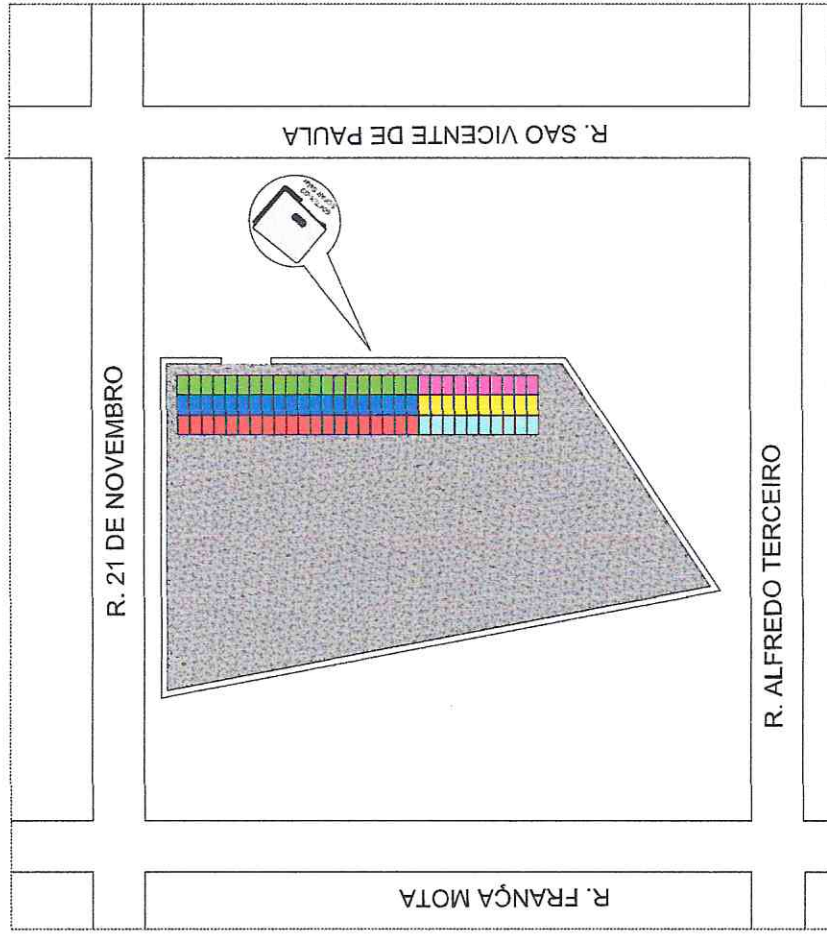 R. SAO VICENTE DE PAULA
R. 21 DE NOVEMBRO
R. ALFREDO TERCEIRO
R. FRANÇA MOTA